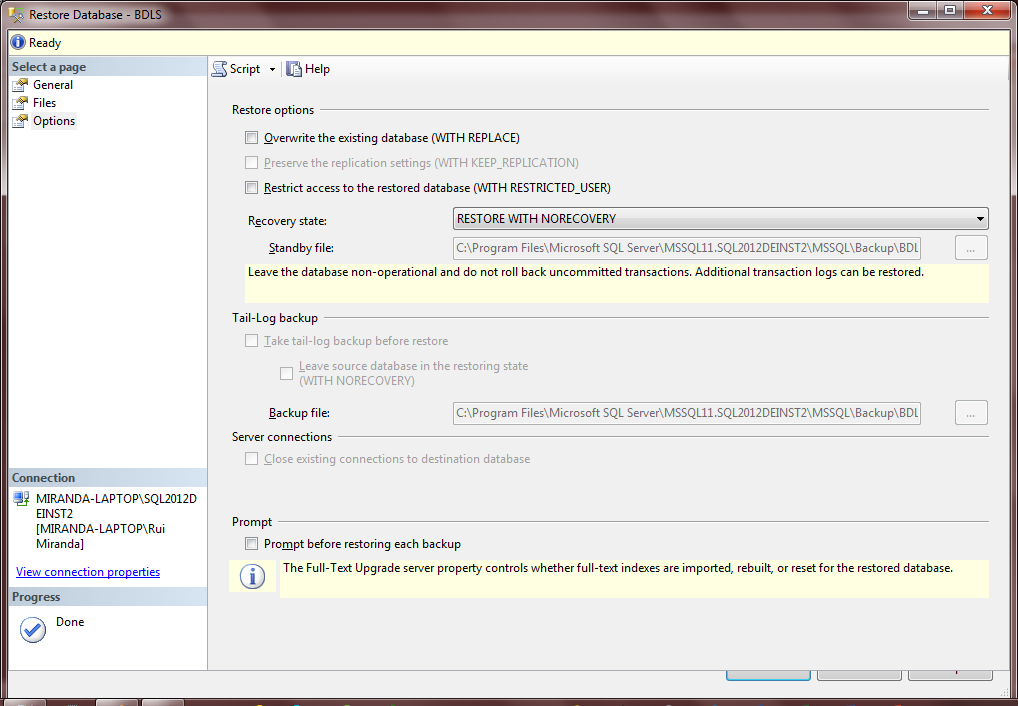 Restore Database - BDLS
Ready
Select a page
General
Files
Options
Script
Help
Restore options
Overwrite the existing database (WITH REPLACE)
Preserve the replication settings (WITH KEEP_REPLICATION)
Restrict access to the restored database (WITH RESTRICTED_USER)
Recovery state:
RESTORE WITH NORECOVERY
Standby file:
C:\Program Files\Microsoft SQL Server\MSSQL11.SQL2012DEINST2\MSSQL\Backup\BDL
...
Leave the database non-operational and do not roll back uncommitted transactions. Additional transaction logs can be restored.
Tail-Log backup
Take tail-log backup before restore
Leave source database in the restoring state
(WITH NORECOVERY)
Backup file:
C:\Program Files\Microsoft SQL Server\MSSQL11.SQL2012DEINST2\MSSQL\Backup\BDL
...
Server connections
Close existing connections to destination database
Prompt
Prompt before restoring each backup
The Full-Text Upgrade server property controls whether full-text indexes are imported, rebuilt, or reset for the restored database.
Connection
MIRANDA-LAPTOP\SQL2012D
EINST2
[MIRANDA-LAPTOP\Rui
Miranda]
View connection properties
Progress
Done